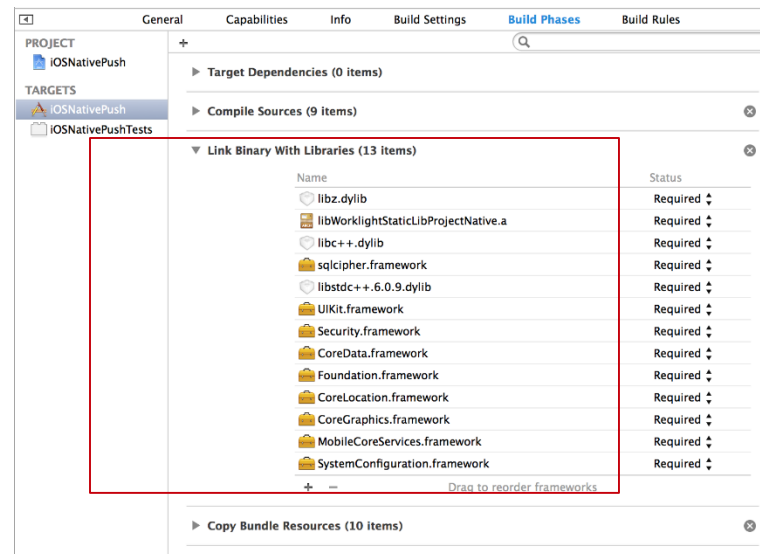 General Capabilities Info Build Settings Build Phases Build Rules
PROJECT
iOSNativePush
TARGETS
iOSNativePush
iOSNativePushTests
+
Target Dependencies (0 items)
Compile Sources (9 items)
Link Binary With Libraries (13 items)
Name Status
libz.dylib Required
libWorklightStaticLibProjectNative.a Required
libc++.dylib Required
sqlcipher.framework Required
libstdc++.6.0.9.dylib Required
UIKit.framework Required
Security.framework Required
CoreData.framework Required
Foundation.framework Required
CoreLocation.framework Required
CoreGraphics.framework Required
MobileCoreServices.framework Required
SystemConfiguration.framework Required
+ − Drag to reorder frameworks
Copy Bundle Resources (10 items)